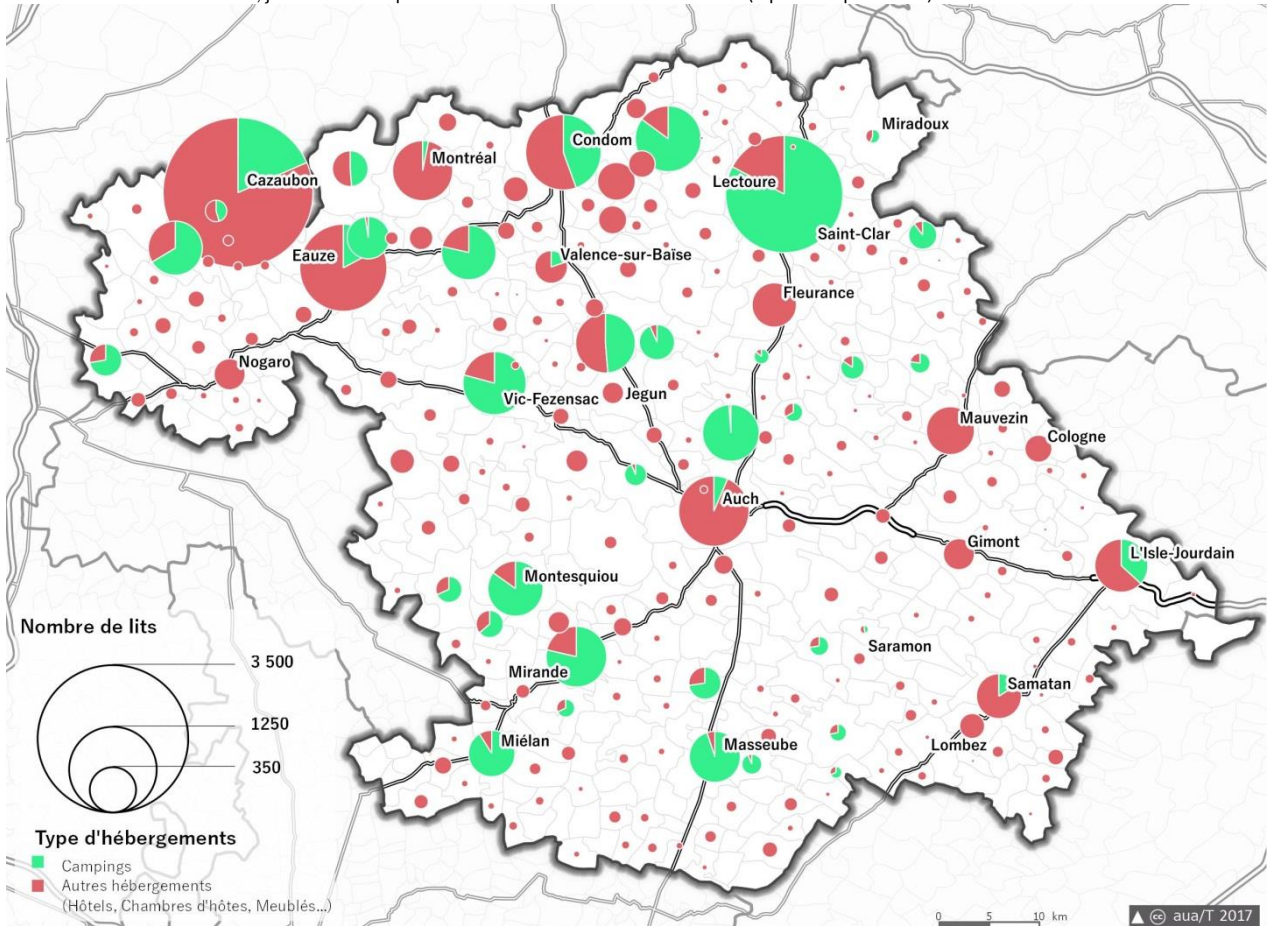 Miradoux
Condom
Montréal
Cazaubon
Lectoure
Saint-Clar
Eauze
Valence-sur-Baïse
Fleurance
Nogaro
Vic-Fezensac
Jegun
Mauvezin
Cologne
Auch
Gimont
L'Isle-Jourdain
Montesquiou
Saramon
Mirande
Samatan
Lombez
Miélan
Masseube
Nombre de lits
3 500
1250
350
Type d'hébergements
Campings
Autres hébergements
(Hôtels, Chambres d'hôtes, Meublés...)
0 5 10 km
cc aua/T 2017